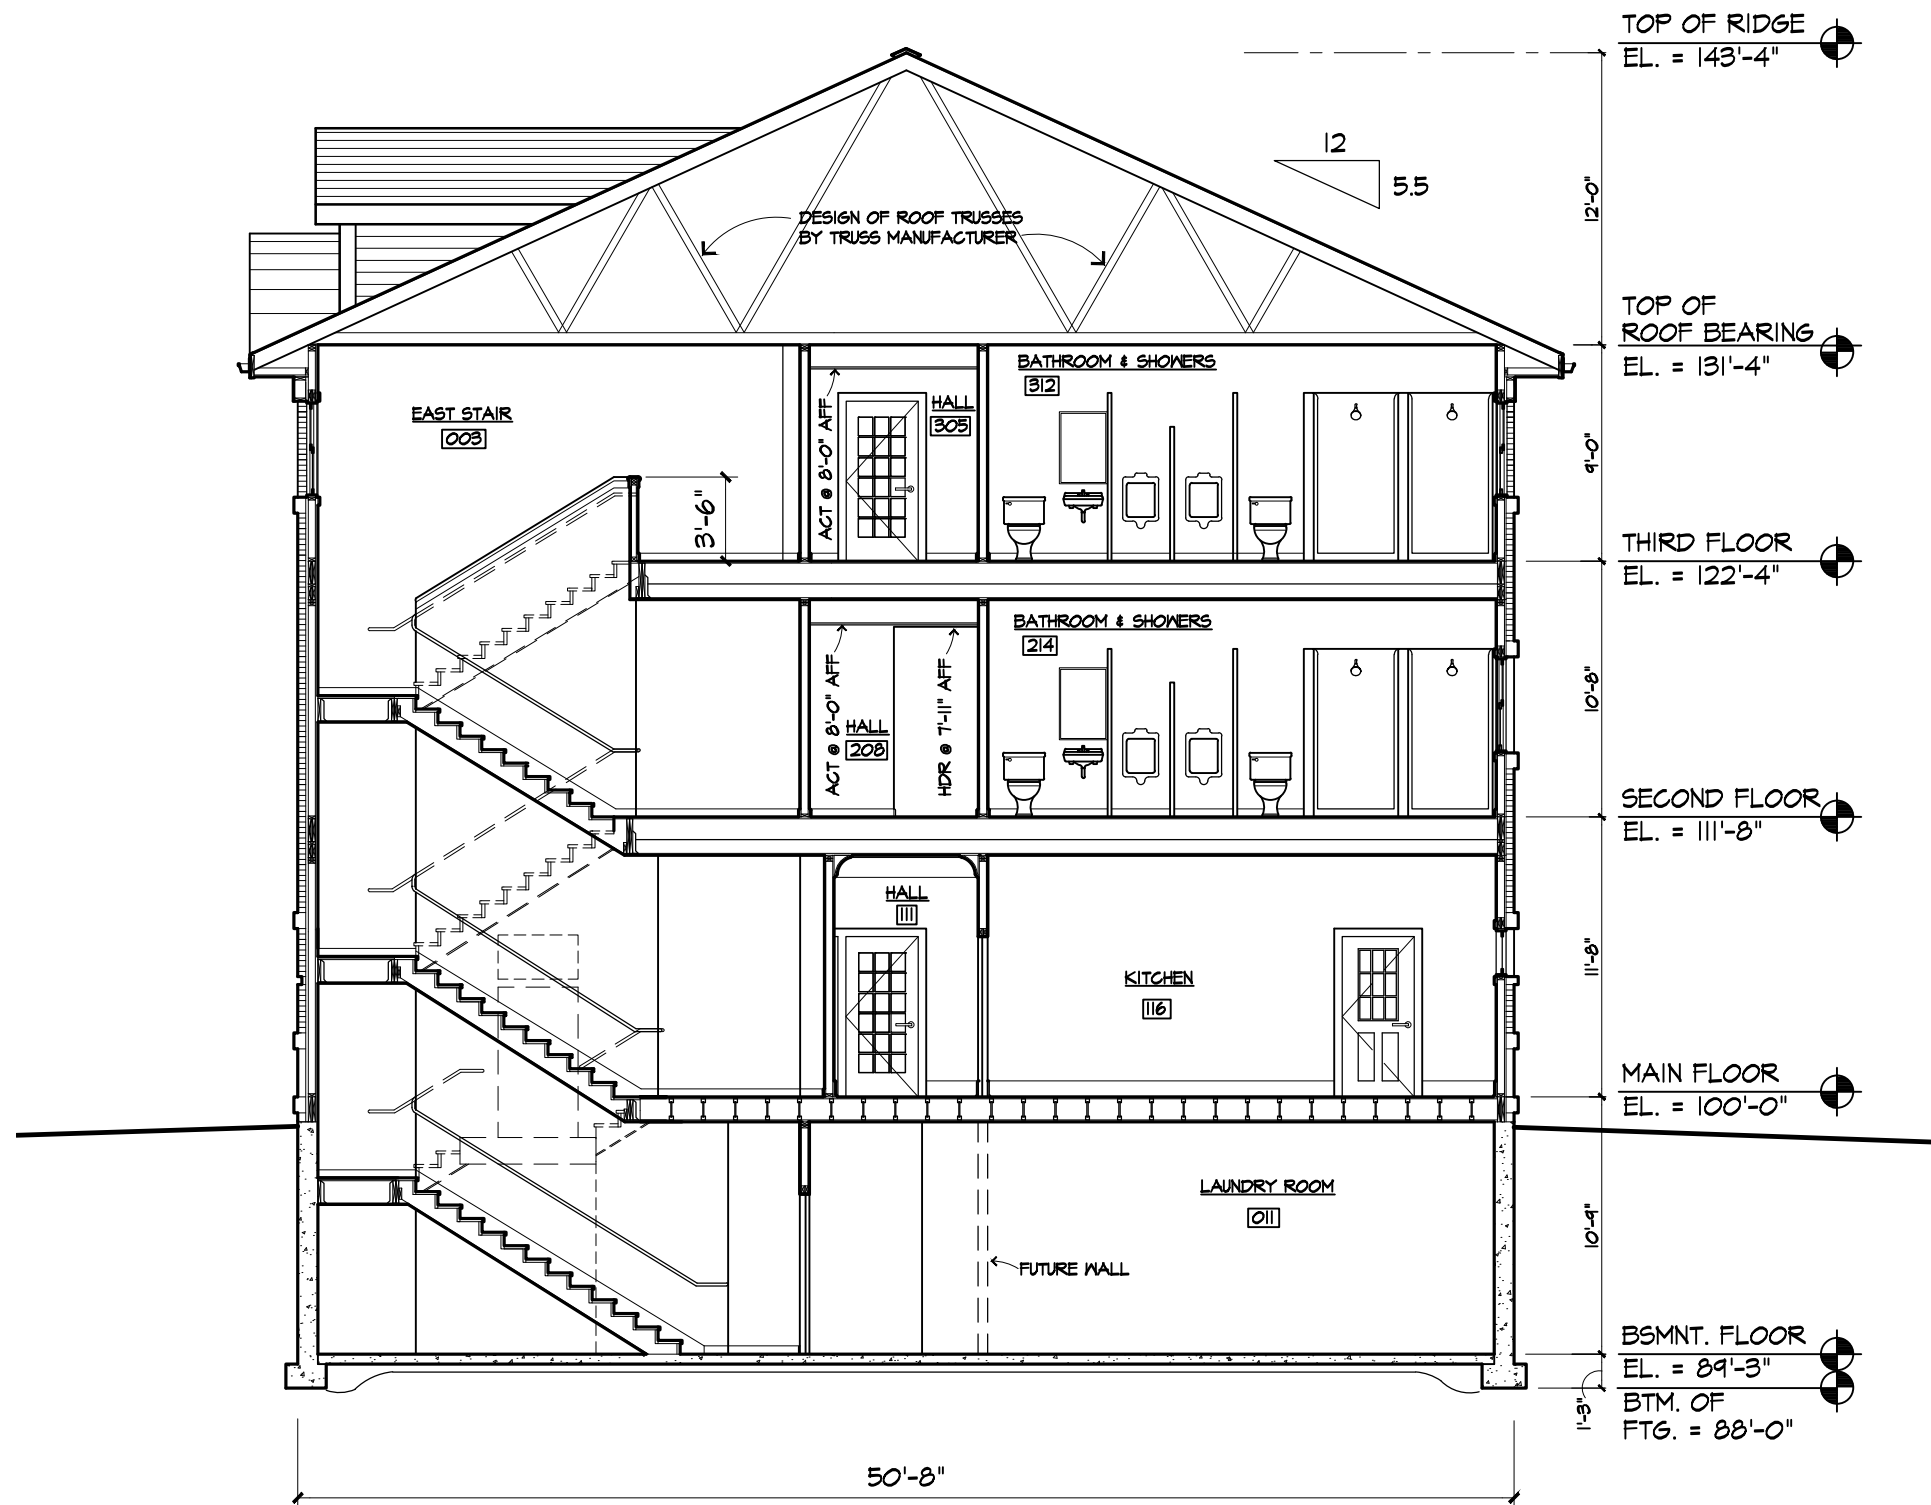 TOP OF RIDGE
EL. = 143'-4"
12
5.5
12'-0"
DESIGN OF ROOF TRUSSES
BY TRUSS MANUFACTURER
TOP OF
ROOF BEARING
EL. = 131'-4"
EAST STAIR
003
ACT @ 8'-0" AFF
HALL
305
BATHROOM & SHOWERS
312
9'-0"
3'-6"
THIRD FLOOR
EL. = 122'-4"
BATHROOM & SHOWERS
214
ACT @ 8'-0" AFF
HALL
208
HDR @ 7'-11" AFF
10'-8"
SECOND FLOOR
EL. = 111'-8"
HALL
111
KITCHEN
116
11'-8"
MAIN FLOOR
EL. = 100'-0"
LAUNDRY ROOM
011
FUTURE WALL
10'-9"
BSMNT. FLOOR
EL. = 89'-3"
1'-3"
BTM. OF
FTG. = 88'-0"
50'-8"